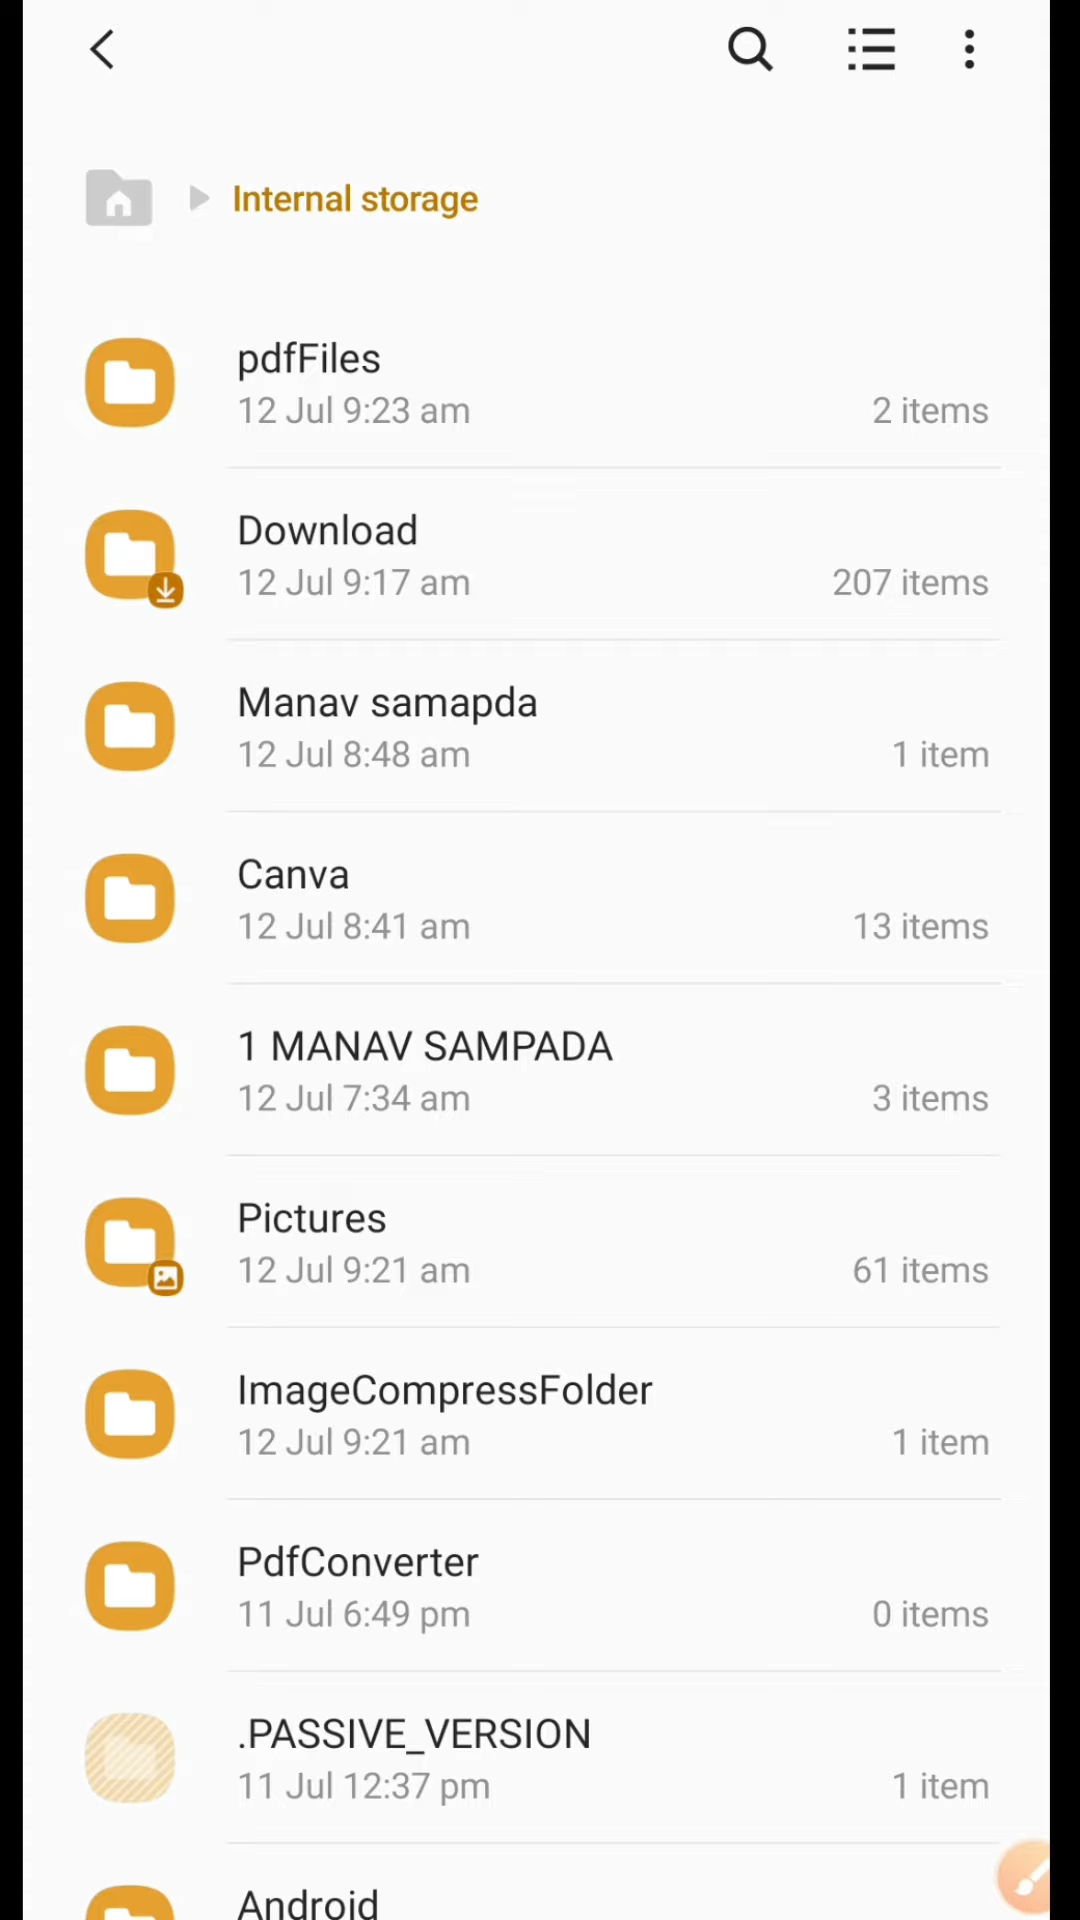 Internal storage
pdfFiles
12 Jul 9:23 am
2 items
Download
12 Jul 9:17 am
207 items
Manav samapda
12 Jul 8:48 am
1 item
Canva
12 Jul 8:41 am
13 items
1 MANAV SAMPADA
12 Jul 7:34 am
3 items
Pictures
12 Jul 9:21 am
61 items
ImageCompressFolder
12 Jul 9:21 am
1 item
PdfConverter
11 Jul 6:49 pm
0 items
.PASSIVE_VERSION
11 Jul 12:37 pm
1 item
Android